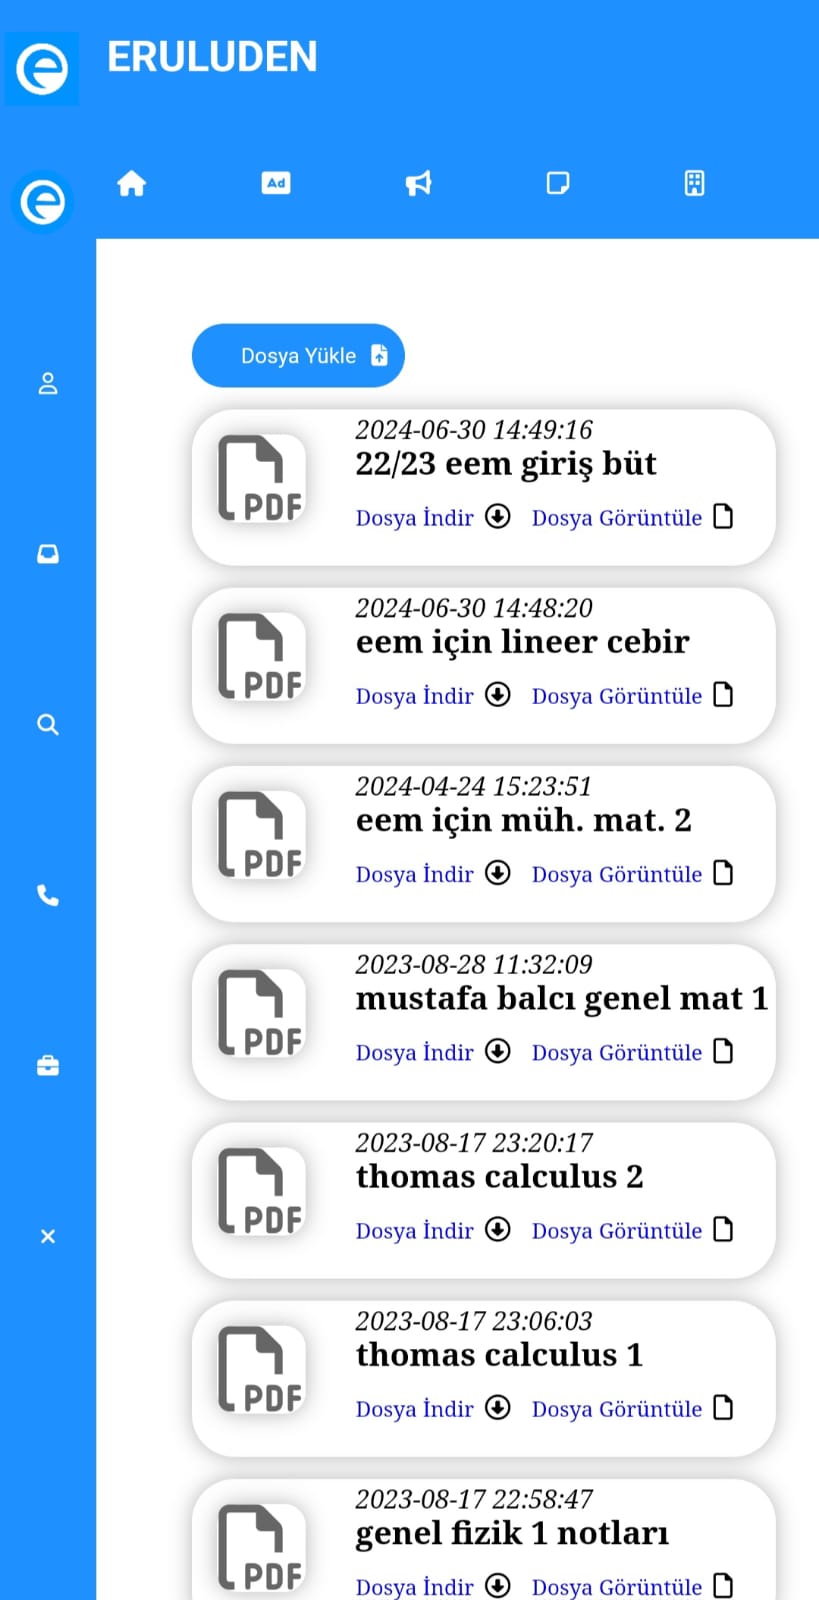 ERULUDEN
Ad
Dosya Yükle
2024-06-30 14:49:16
22/23 eem giriş büt
PDF
Dosya İndir Dosya Görüntüle
2024-06-30 14:48:20
eem için lineer cebir
PDF
Dosya İndir Dosya Görüntüle
2024-04-24 15:23:51
eem için müh. mat. 2
PDF
Dosya İndir Dosya Görüntüle
2023-08-28 11:32:09
mustafa balcı genel mat 1
PDF
Dosya İndir Dosya Görüntüle
2023-08-17 23:20:17
thomas calculus 2
PDF
Dosya İndir Dosya Görüntüle
2023-08-17 23:06:03
thomas calculus 1
PDF
Dosya İndir Dosya Görüntüle
2023-08-17 22:58:47
genel fizik 1 notları
PDF
Dosya İndir Dosya Görüntüle